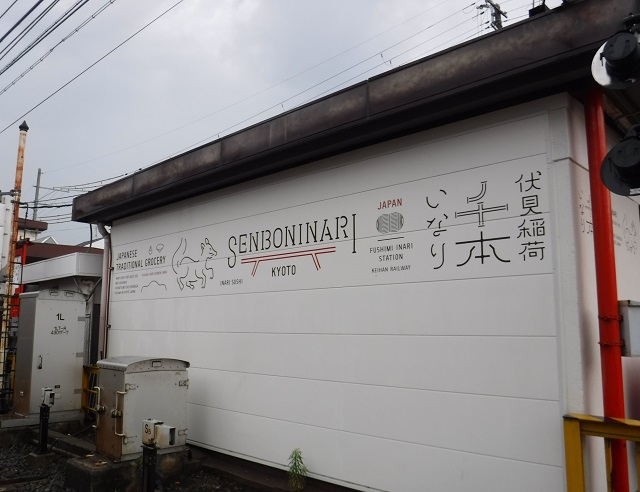 JAPANESE
TRADITIONAL GROCERY
INARI SUSHI
SENBONINARI
KYOTO
JAPAN
FUSHIMI INARI
STATION
KEIHAN RAILWAY
伏見稲荷
千本
いなり
1L